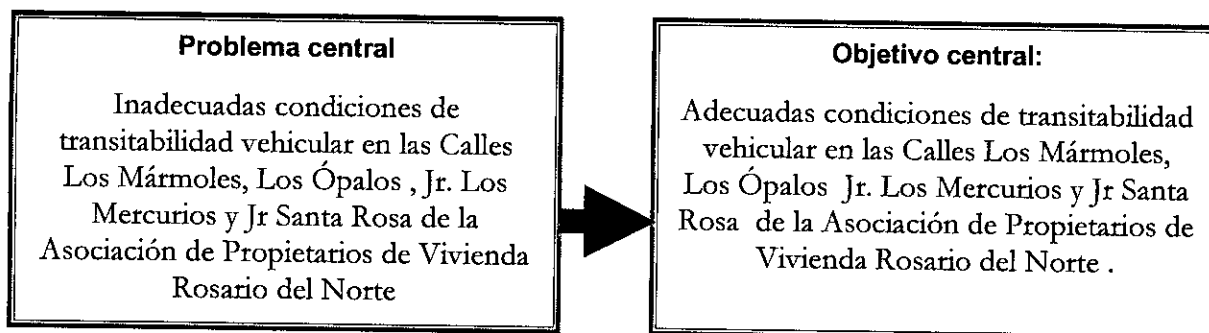 Problema central
Inadecuadas condiciones de
transitabilidad vehicular en las Calles
Los Mármoles, Los Ópalos , Jr. Los
Mercurios y Jr Santa Rosa de la
Asociación de Propietarios de Vivienda
Rosario del Norte
Objetivo central:
Adecuadas condiciones de transitabilidad
vehicular en las Calles Los Mármoles,
Los Ópalos Jr. Los Mercurios y Jr Santa
Rosa de la Asociación de Propietarios de
Vivienda Rosario del Norte .